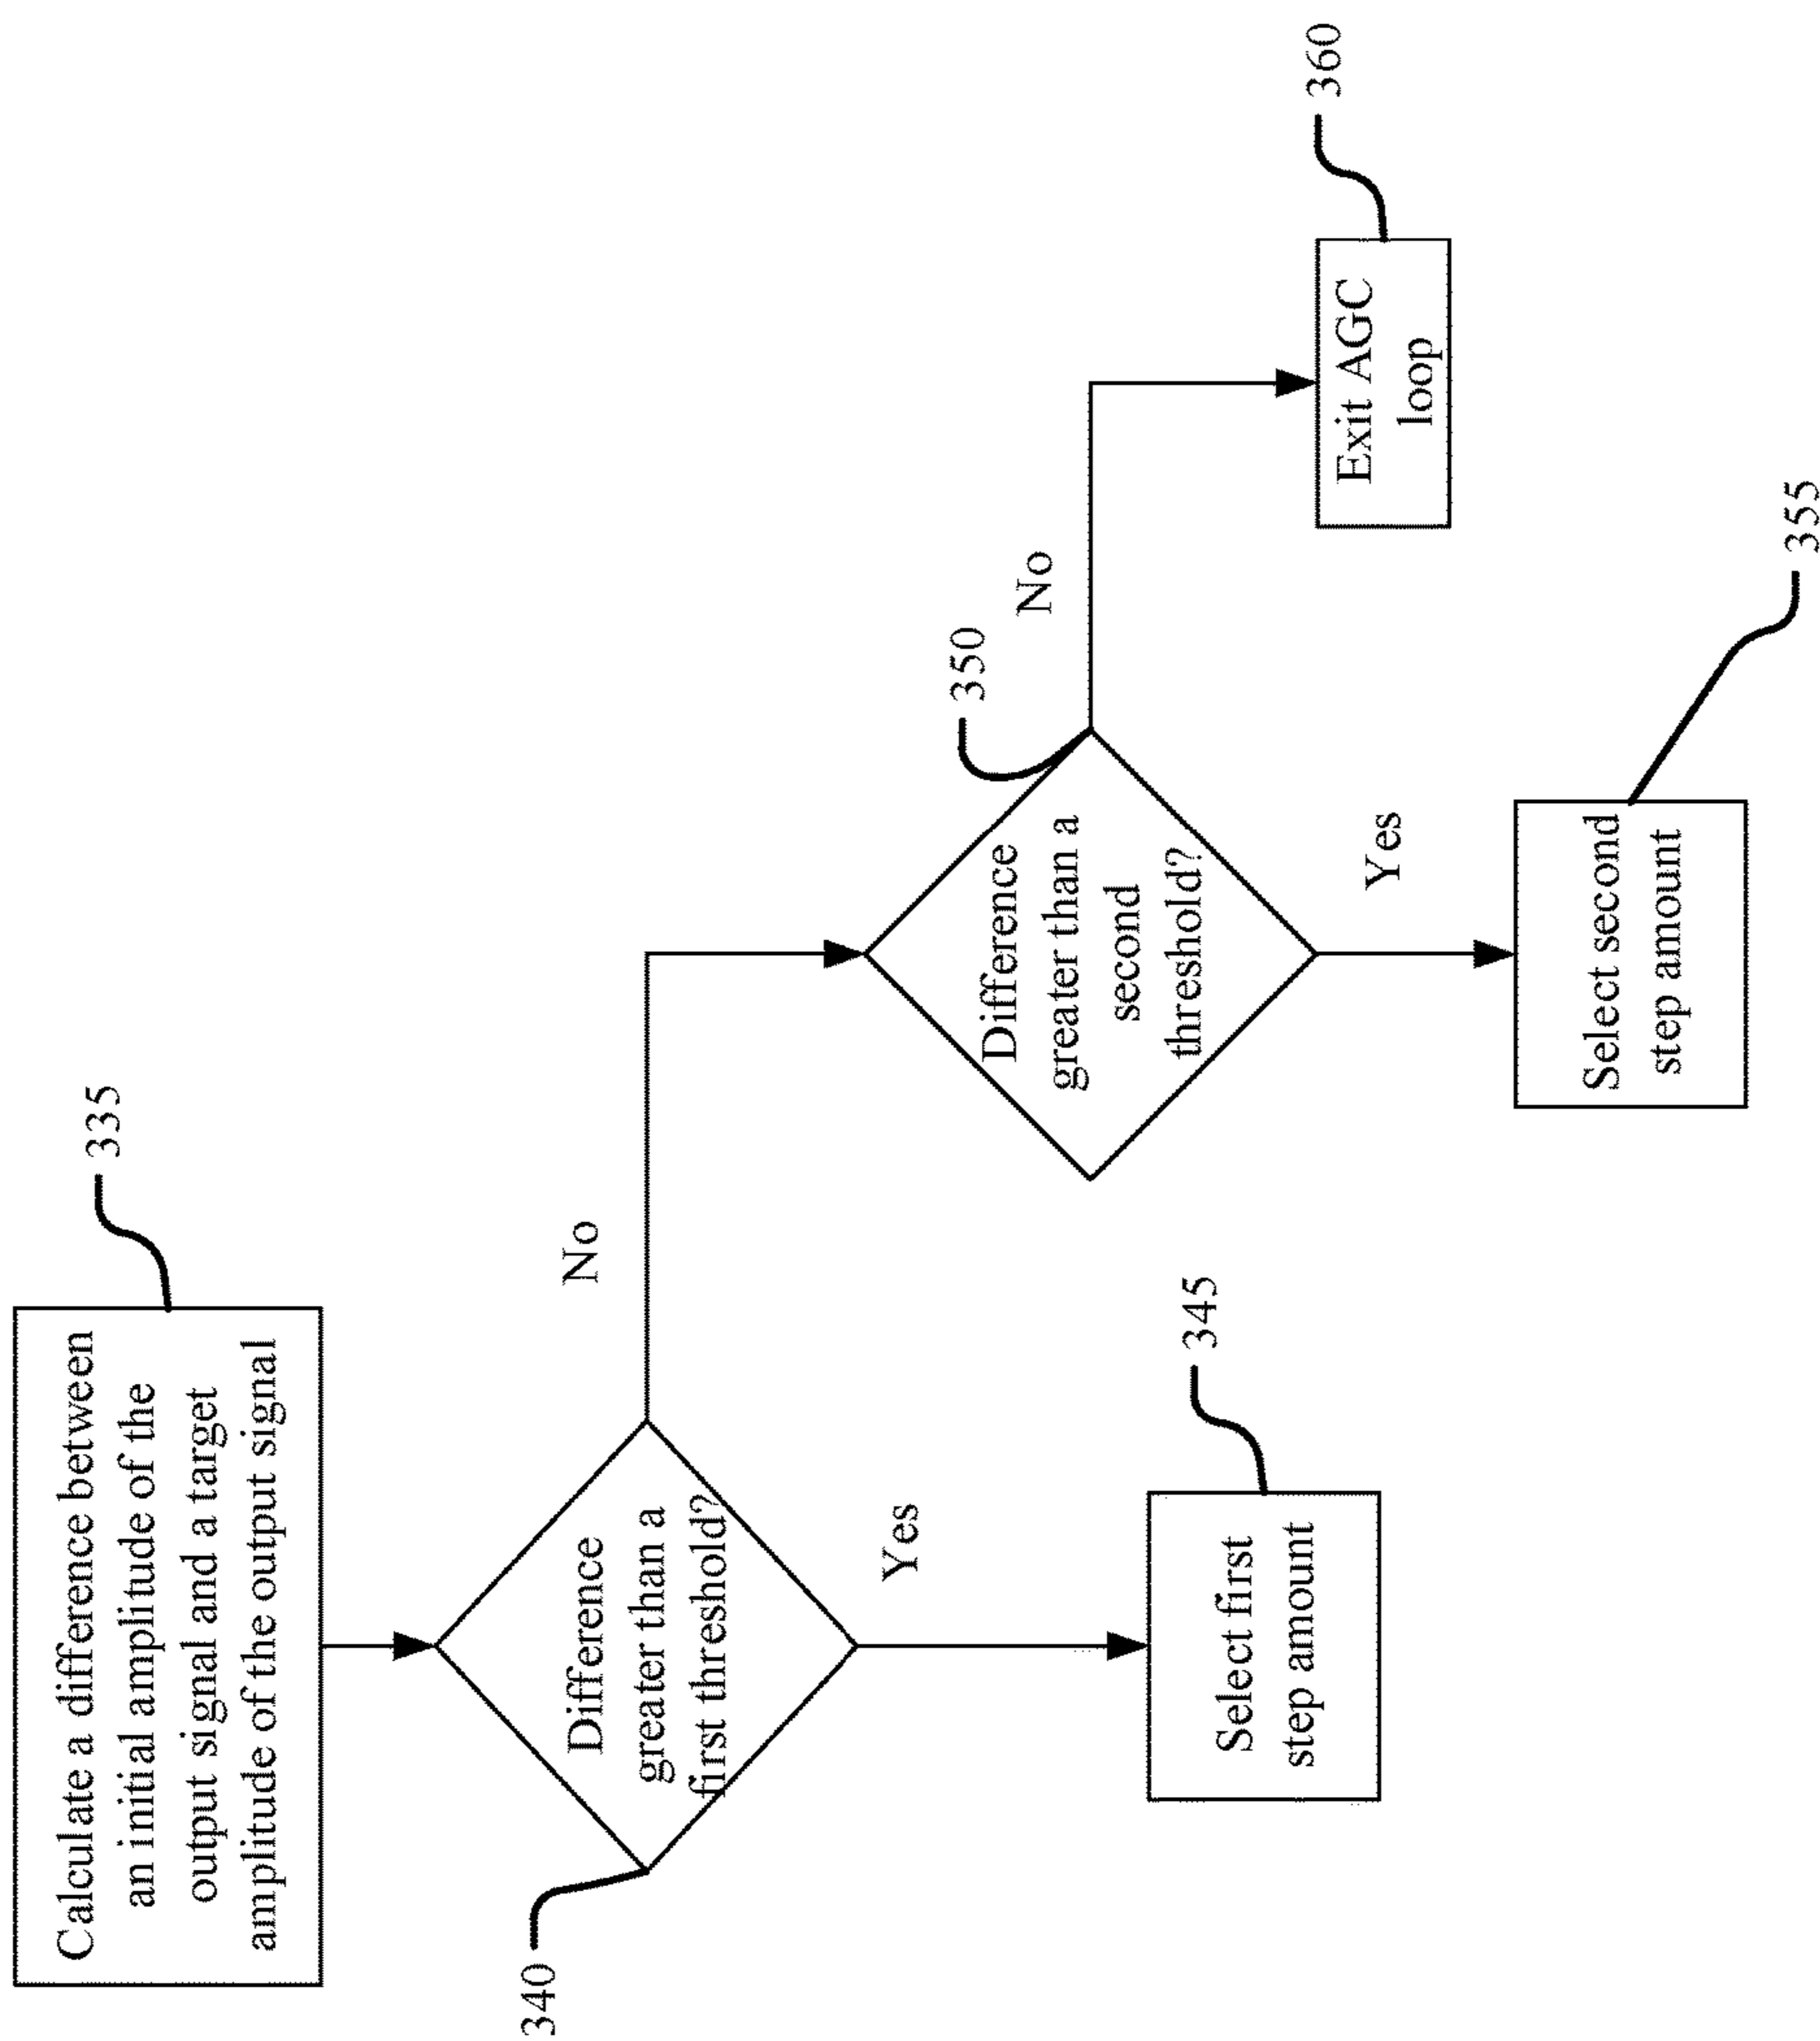 Calculate a difference between
an initial amplitude of the
output signal and a target
amplitude of the output signal
335
Difference
greater than a
first threshold?
340
No
Yes
Select first
step amount
345
Difference
greater than a
second
threshold?
350
No
Yes
Select second
step amount
355
Exit AGC
loop
360